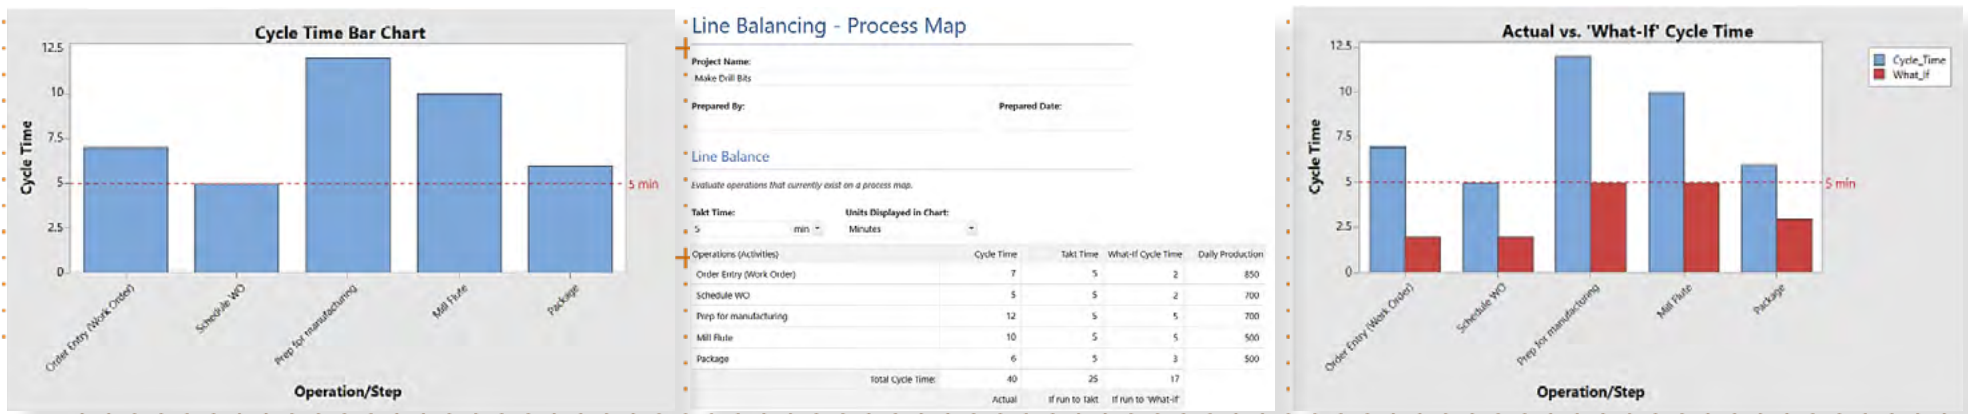 Cycle Time Bar Chart
12.5
10
7.5
5
2.5
0
Cycle Time
5 min
Order Entry (Work Order)
Schedule WO
Prep for manufacturing
Mill Flute
Package
Operation/Step
Line Balancing - Process Map
Project Name:
Make Drill Bits
Prepared By: Prepared Date:
Line Balance
Evaluate operations that currently exist on a process map.
Takt Time: Units Displayed in Chart:
5 min Minutes
Operations (Activities) Cycle Time Takt Time What-If Cycle Time Daily Production
Order Entry (Work Order) 7 5 2 850
Schedule WO 5 5 2 700
Prep for manufacturing 12 5 5 700
Mill Flute 10 5 5 500
Package 6 5 3 500
Total Cycle Time: 40 25 17
Actual If run to takt If run to 'What-if'
Actual vs. 'What-If' Cycle Time
12.5
10
7.5
5
2.5
0
Cycle Time
5 min
Cycle_Time
What_If
Order Entry (Work Order)
Schedule WO
Prep for manufacturing
Mill Flute
Package
Operation/Step